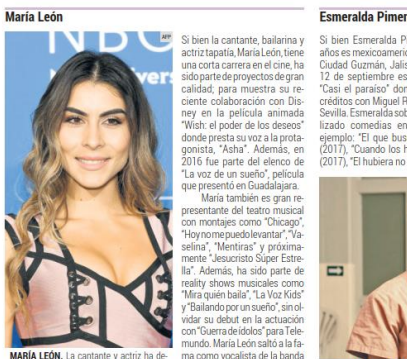 María León
NBCU
nivers
AFP
MARÍA LEÓN. La cantante y actriz ha de-
Si bien la cantante, bailarina y
actriz tapatía, María León, tiene
una corta carrera en el cine, ha
sido parte de proyectos de gran
calidad; para muestra su re-
ciente colaboración con Dis-
ney en la película animada
"Wish: el poder de los deseos"
donde presta su voz a la prota-
gonista, "Asha". Además, en
2016 fue parte del elenco de
"La voz de un sueño", película
que presentó en Guadalajara.
María también es gran re-
presentante del teatro musical
con montajes como "Chicago",
"Hoy no me puedo levantar", "Va-
selina", "Mentiras" y próxima-
mente "Jesucristo Súper Estre-
lla". Además, ha sido parte de
reality shows musicales como
"Mira quién baila", "La Voz Kids"
y "Bailando por un sueño", sin ol-
vidar su debut en la actuación
con "Guerra de ídolos" para Tele-
mundo. María León saltó a la fa-
ma como vocalista de la banda
Esmeralda Pimen
Si bien Esmeralda Pi
años es mexicoameric
Ciudad Guzmán, Jalis
12 de septiembre es
"Casi el paraíso" don
créditos con Miguel R
Sevilla. Esmeralda sob
lizado comedias en
ejemplo: "El que bus
(2017), "Cuando los h
(2017), "El hubiera no